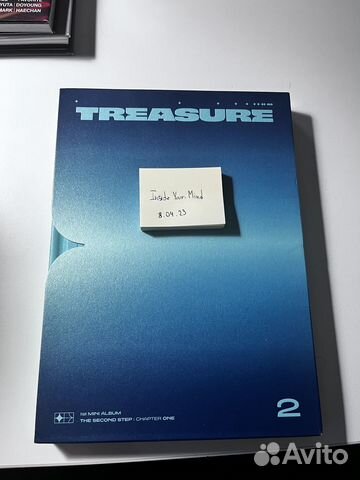 YUTA | DOYOUNG
MARK | HAECHAN
TREASURE
Inside Your Mind
8.04.23
1st MINI ALBUM
THE SECOND STEP : CHAPTER ONE
2
Avito